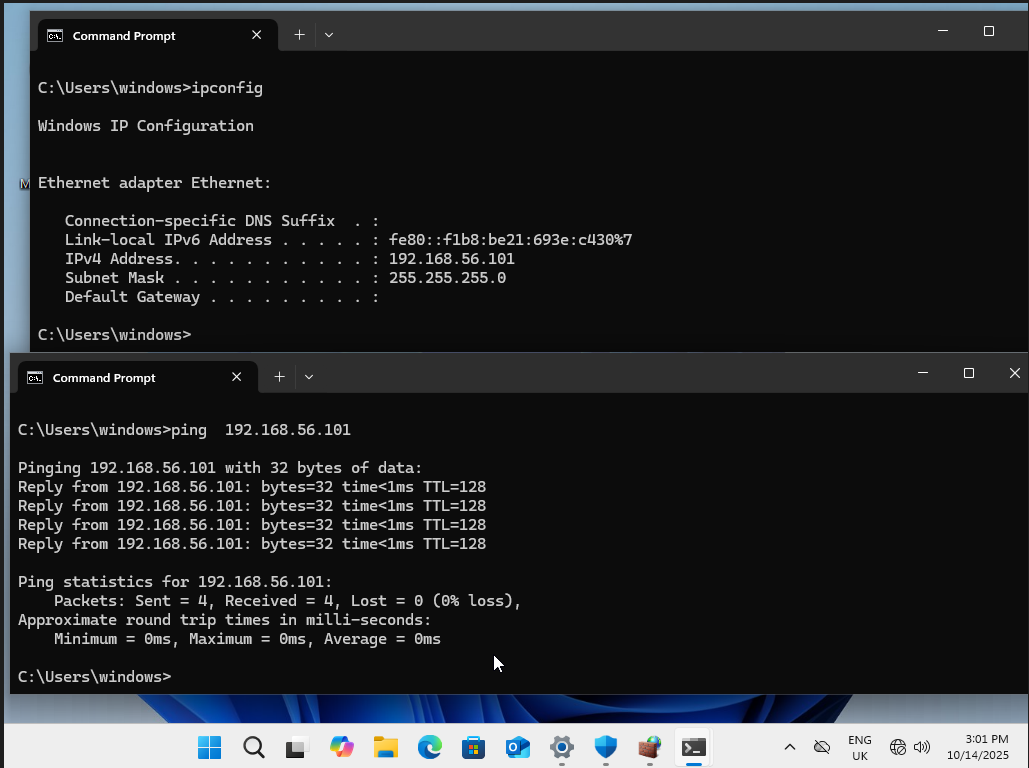 Command Prompt
C:\Users\windows>ipconfig
Windows IP Configuration
M
Ethernet adapter Ethernet:
Connection-specific DNS Suffix . :
Link-local IPv6 Address . . . . . : fe80::f1b8:be21:693e:c430%7
IPv4 Address. . . . . . . . . . . : 192.168.56.101
Subnet Mask . . . . . . . . . . . : 255.255.255.0
Default Gateway . . . . . . . . . :
C:\Users\windows>
Command Prompt
C:\Users\windows>ping  192.168.56.101
Pinging 192.168.56.101 with 32 bytes of data:
Reply from 192.168.56.101: bytes=32 time<1ms TTL=128
Reply from 192.168.56.101: bytes=32 time<1ms TTL=128
Reply from 192.168.56.101: bytes=32 time<1ms TTL=128
Reply from 192.168.56.101: bytes=32 time<1ms TTL=128
Ping statistics for 192.168.56.101:
Packets: Sent = 4, Received = 4, Lost = 0 (0% loss),
Approximate round trip times in milli-seconds:
Minimum = 0ms, Maximum = 0ms, Average = 0ms
C:\Users\windows>
ENG
UK
3:01 PM
10/14/2025